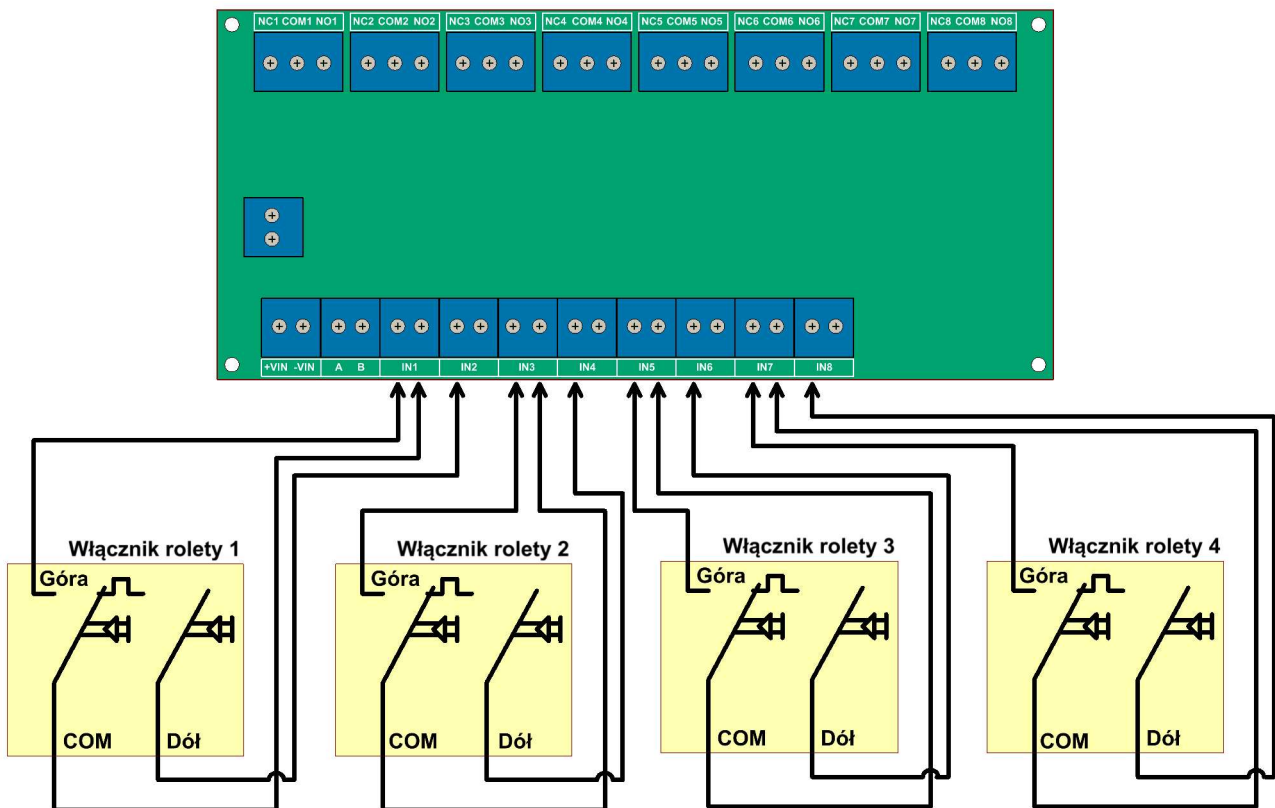 NC1 COM1 NO1 NC2 COM2 NO2 NC3 COM3 NO3 NC4 COM4 NO4 NC5 COM5 NO5 NC6 COM6 NO6 NC7 COM7 NO7 NC8 COM8 NO8
+VIN -VIN A B IN1 IN2 IN3 IN4 IN5 IN6 IN7 IN8
Włącznik rolety 1 Włącznik rolety 2 Włącznik rolety 3 Włącznik rolety 4
Góra Góra Góra Góra
COM Dół COM Dół COM Dół COM Dół